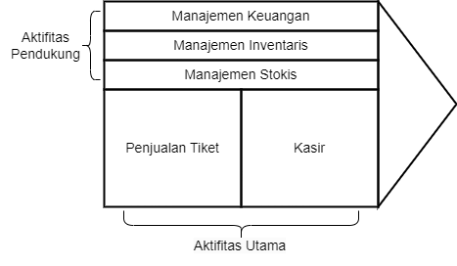 Manajemen Keuangan
Aktifitas
Pendukung
Manajemen Inventaris
Manajemen Stokis
Penjualan Tiket
Kasir
Aktifitas Utama